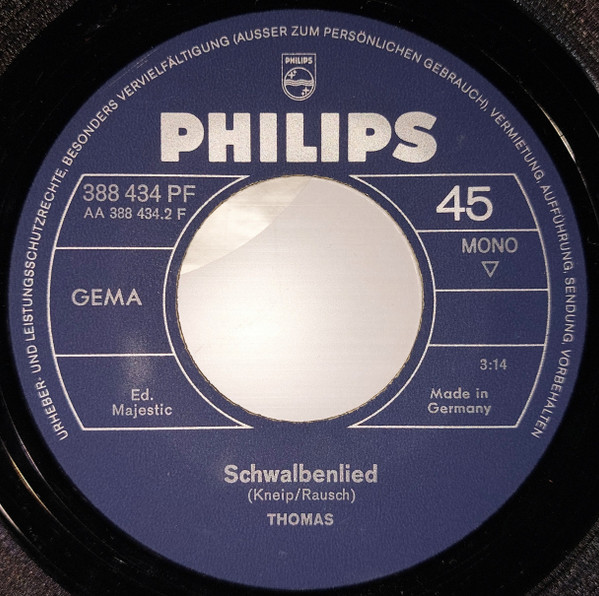 URHEBER- UND LEISTUNGSSCHUTZRECHTE, BESONDERS VERVIELFÄLTIGUNG (AUSSER ZUM PERSÖNLICHEN GEBRAUCH), VERMIETUNG, AUFFÜHRUNG, SENDUNG, VORBEHALTEN
PHILIPS
PHILIPS
388 434 PF
AA 388 434.2 F
45
MONO
GEMA
3:14
Ed.
Majestic
Made in
Germany
Schwalbenlied
(Kneip/Rausch)
THOMAS